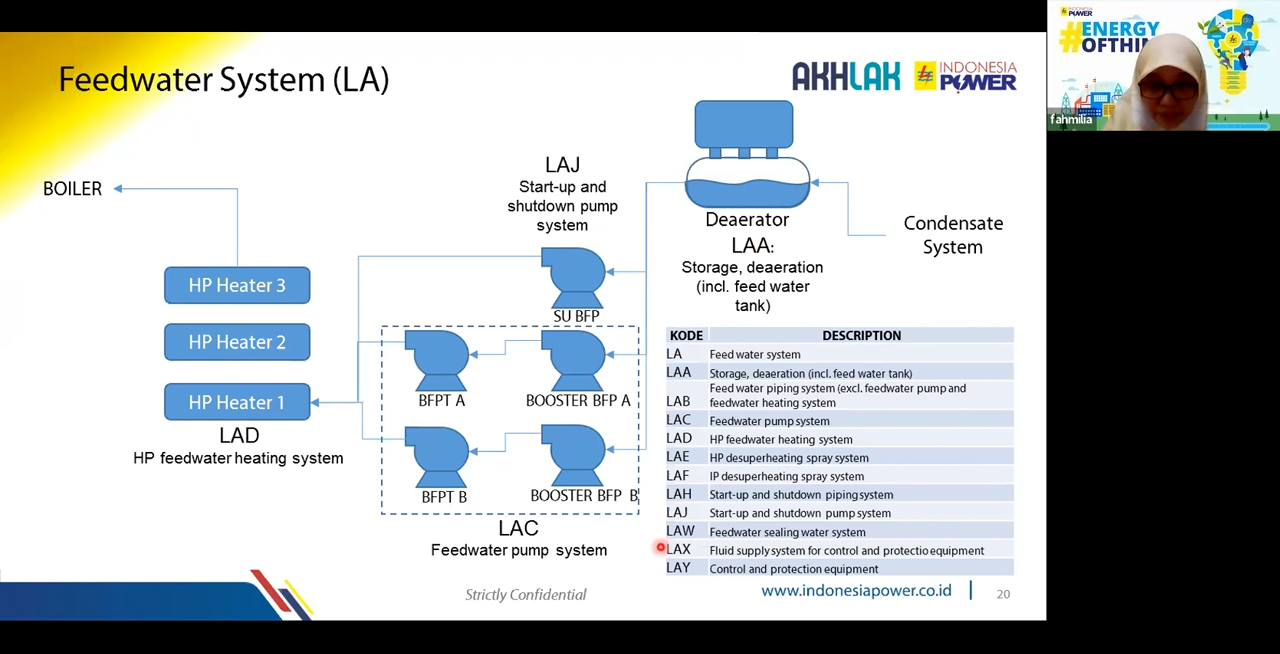 Feedwater System (LA)
AKHLAK
INDONESIA
POWER
INDONESIA
POWER
#ENERGY
OFTHI
fahmilia
BOILER
LAJ
Start-up and
shutdown pump
system
Deaerator
LAA:
Storage, deaeration
(incl. feed water
tank)
Condensate
System
HP Heater 3
HP Heater 2
HP Heater 1
LAD
HP feedwater heating system
SU BFP
BFPT A
BOOSTER BFP A
BFPT B
BOOSTER BFP B
LAC
Feedwater pump system
KODE DESCRIPTION
LA Feed water system
LAA Storage, deaeration (incl. feed water tank)
LAB Feed water piping system (excl. feedwater pump and
feedwater heating system
LAC Feedwater pump system
LAD HP feedwater heating system
LAE HP desuperheating spray system
LAF IP desuperheating spray system
LAH Start-up and shutdown piping system
LAJ Start-up and shutdown pump system
LAW Feedwater sealing water system
LAX Fluid supply system for control and protectio equipment
LAY Control and protection equipment
Strictly Confidential
www.indonesiapower.co.id
20